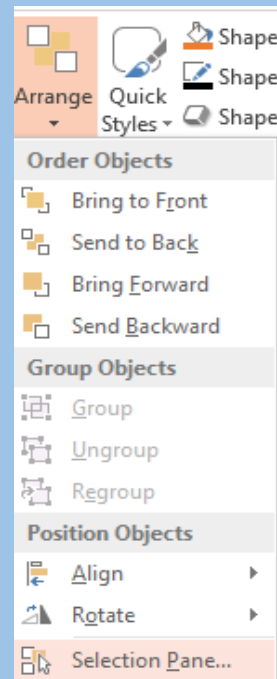 Shape
Shape
Arrange Quick
Styles Shape
Order Objects
Bring to Front
Send to Back
Bring Forward
Send Backward
Group Objects
Group
Ungroup
Regroup
Position Objects
Align
Rotate
Selection Pane...